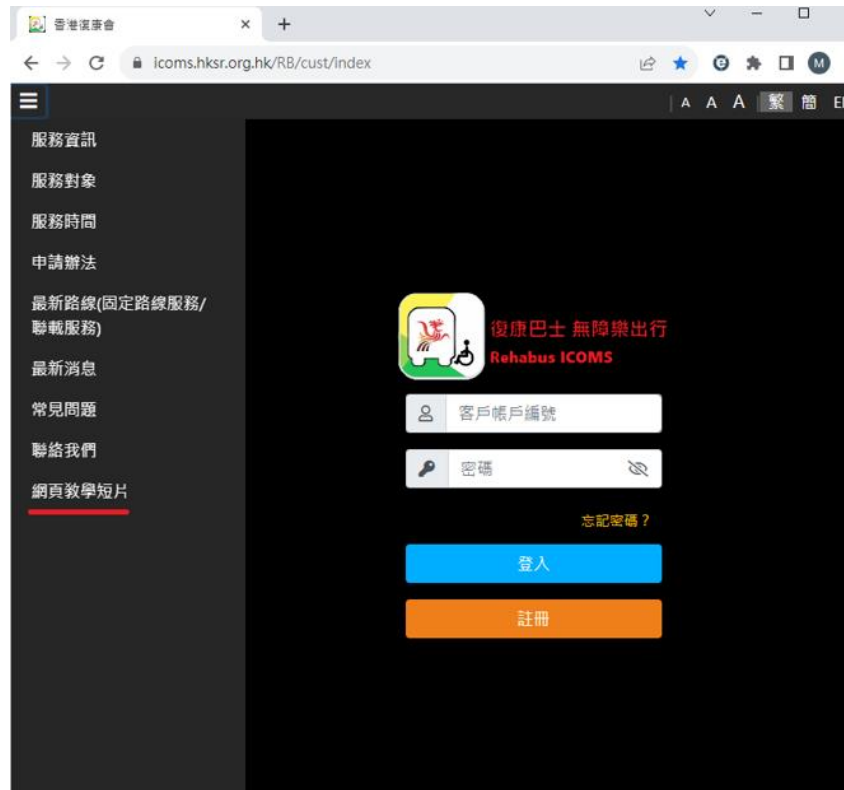 香港復康會
icoms.hksr.org.hk/RB/cust/index
M
A A A 繁 簡
服務資訊
服務對象
服務時間
申請辦法
最新路線(固定路線服務/
聯載服務)
最新消息
常見問題
聯絡我們
網頁教學短片
復康巴士 無障樂出行
Rehabus ICOMS
客戶帳戶編號
密碼
忘記密碼？
登入
註冊